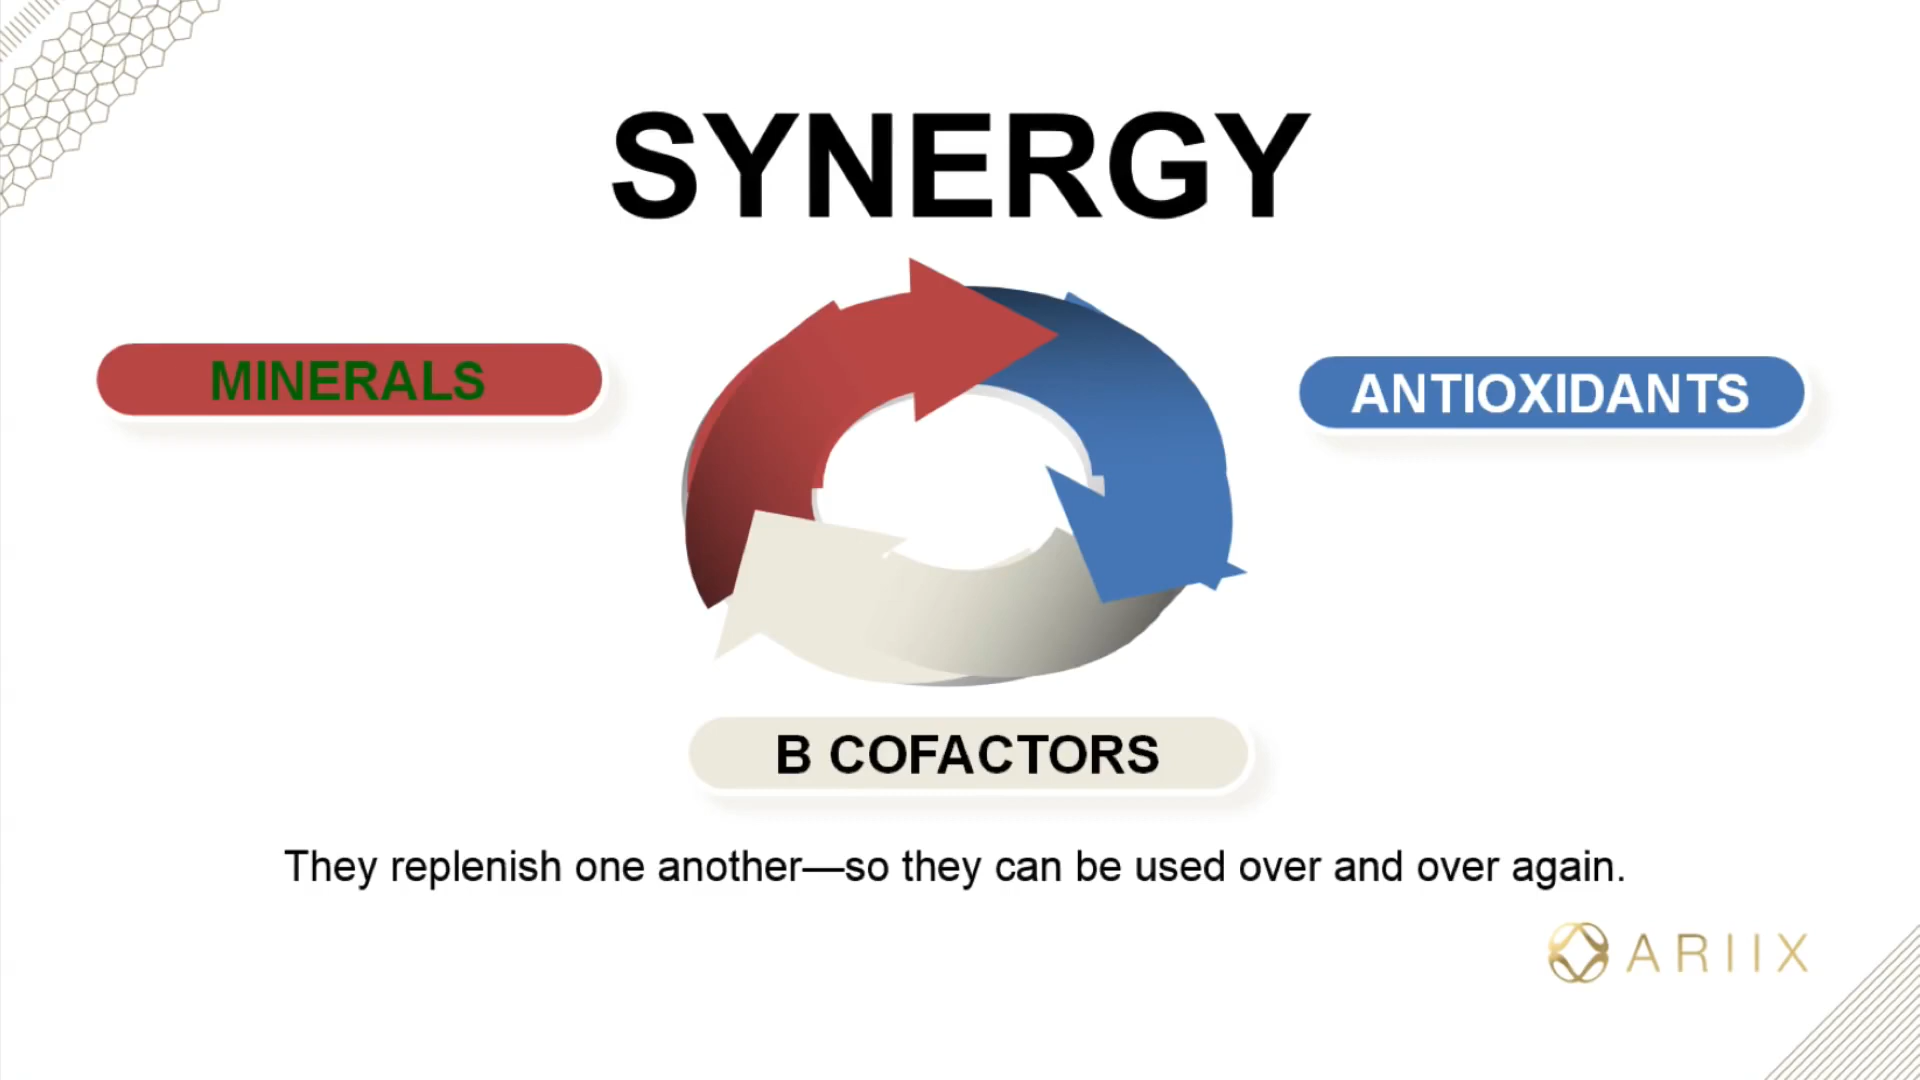 SYNERGY
MINERALS
ANTIOXIDANTS
B COFACTORS
They replenish one another—so they can be used over and over again.
ARIIX